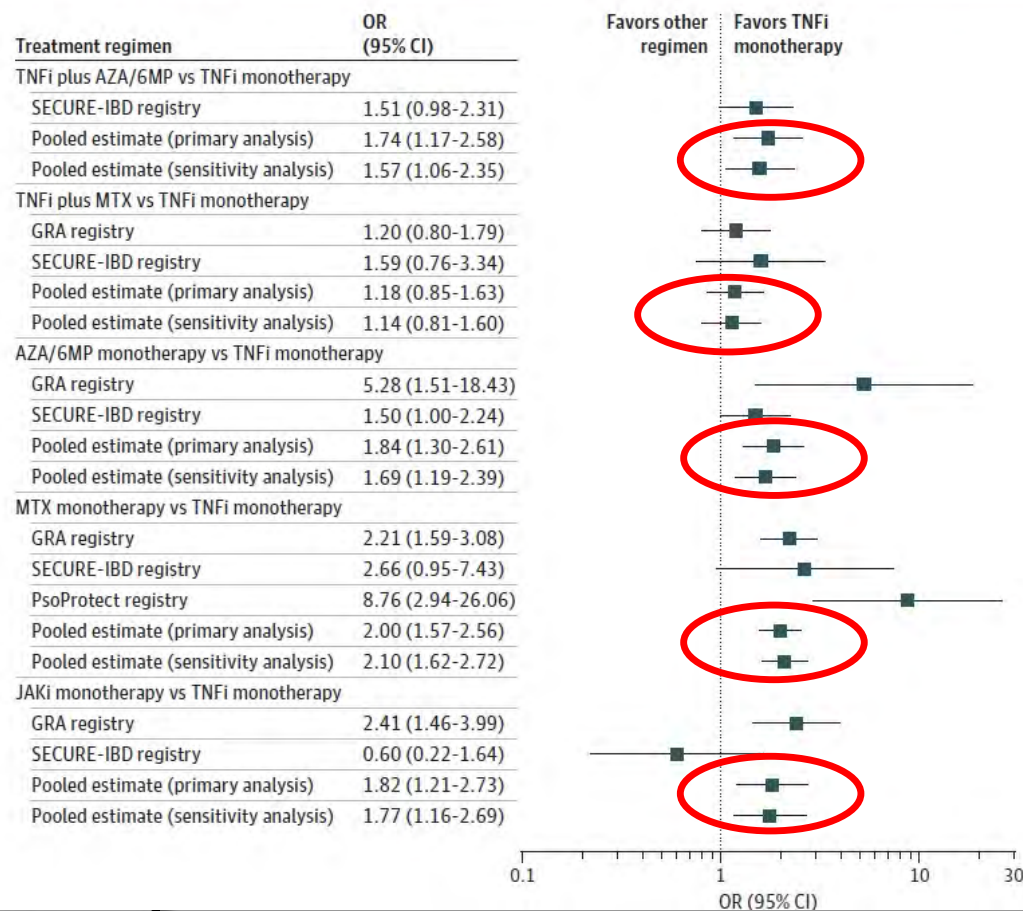 Treatment regimen OR (95% CI) Favors other regimen Favors TNFi monotherapy
TNFi plus AZA/6MP vs TNFi monotherapy
SECURE-IBD registry 1.51 (0.98-2.31)
Pooled estimate (primary analysis) 1.74 (1.17-2.58)
Pooled estimate (sensitivity analysis) 1.57 (1.06-2.35)
TNFi plus MTX vs TNFi monotherapy
GRA registry 1.20 (0.80-1.79)
SECURE-IBD registry 1.59 (0.76-3.34)
Pooled estimate (primary analysis) 1.18 (0.85-1.63)
Pooled estimate (sensitivity analysis) 1.14 (0.81-1.60)
AZA/6MP monotherapy vs TNFi monotherapy
GRA registry 5.28 (1.51-18.43)
SECURE-IBD registry 1.50 (1.00-2.24)
Pooled estimate (primary analysis) 1.84 (1.30-2.61)
Pooled estimate (sensitivity analysis) 1.69 (1.19-2.39)
MTX monotherapy vs TNFi monotherapy
GRA registry 2.21 (1.59-3.08)
SECURE-IBD registry 2.66 (0.95-7.43)
PsoProtect registry 8.76 (2.94-26.06)
Pooled estimate (primary analysis) 2.00 (1.57-2.56)
Pooled estimate (sensitivity analysis) 2.10 (1.62-2.72)
JAKi monotherapy vs TNFi monotherapy
GRA registry 2.41 (1.46-3.99)
SECURE-IBD registry 0.60 (0.22-1.64)
Pooled estimate (primary analysis) 1.82 (1.21-2.73)
Pooled estimate (sensitivity analysis) 1.77 (1.16-2.69)
0.1 1 10 30
OR (95% CI)